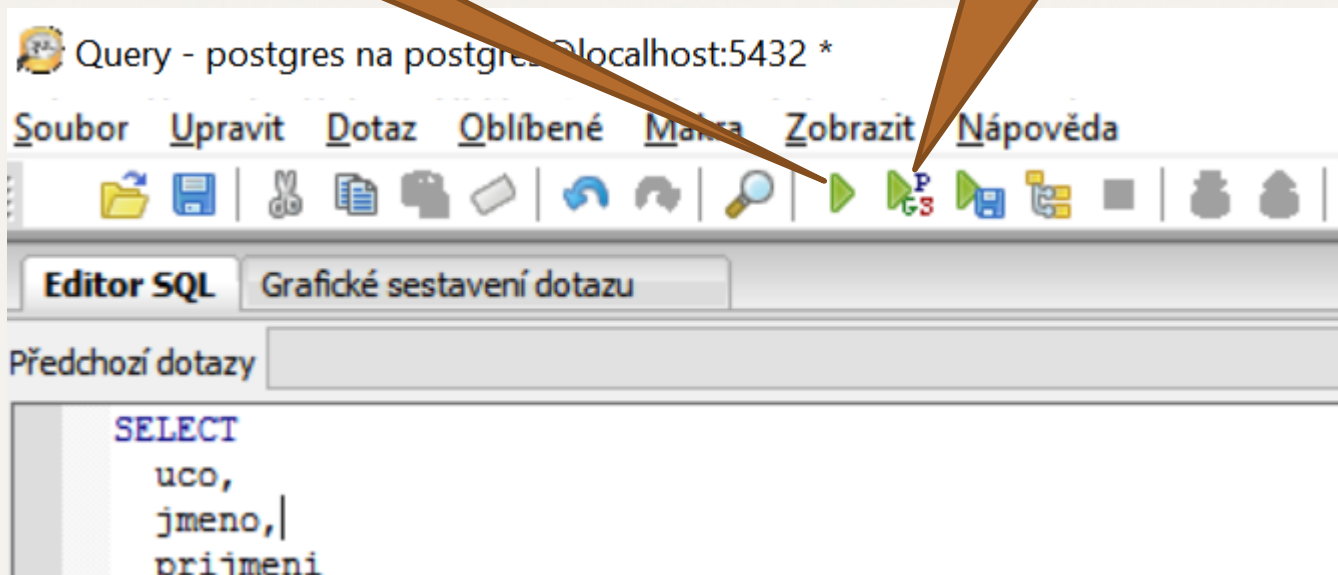 Query - postgres na postgres@localhost:5432 *
Soubor Upravit Dotaz Oblíbené Makra Zobrazit Nápověda
PGS
Editor SQL Grafické sestavení dotazu
Předchozí dotazy
SELECT
uco,
jmeno,
prijmeni